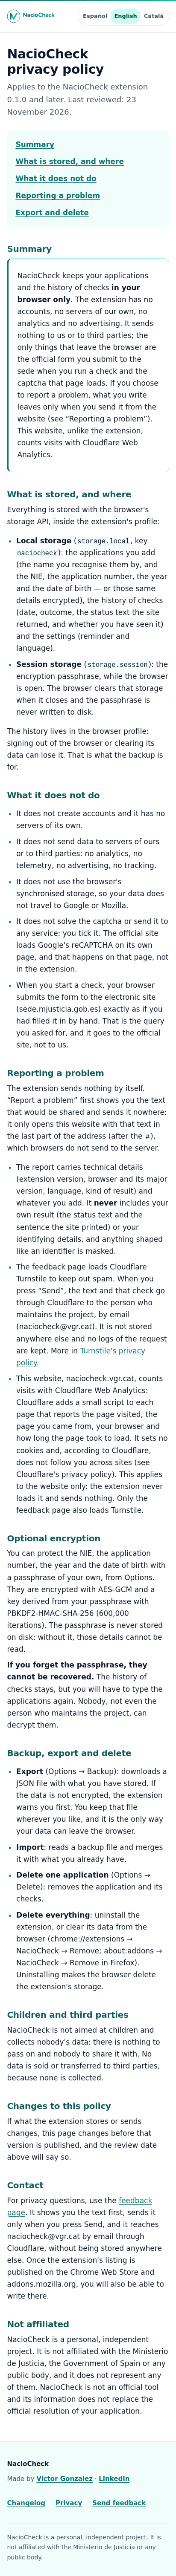 NacioCheck
Español English Català
NacioCheck
privacy policy
Applies to the NacioCheck extension
0.1.0 and later. Last reviewed: 23
November 2026.
Summary
What is stored, and where
What it does not do
Reporting a problem
Export and delete
Summary
NacioCheck keeps your applications
and the history of checks in your
browser only. The extension has no
accounts, no servers of our own, no
analytics and no advertising. It sends
nothing to us or to third parties; the
only things that leave the browser are
the official form you submit to the
sede when you run a check and the
captcha that page loads. If you choose
to report a problem, what you write
leaves only when you send it from the
website (see “Reporting a problem”).
This website, unlike the extension,
counts visits with Cloudflare Web
Analytics.
What is stored, and where
Everything is stored with the browser's
storage API, inside the extension's profile:
• Local storage (storage.local, key
naciocheck): the applications you add
(the name you recognise them by, and
the NIE, the application number, the year
and the date of birth — or those same
details encrypted), the history of checks
(date, outcome, the status text the site
returned, and whether you have seen it)
and the settings (reminder and
language).
• Session storage (storage.session): the
encryption passphrase, while the browser
is open. The browser clears that storage
when it closes and the passphrase is
never written to disk.
The history lives in the browser profile:
signing out of the browser or clearing its
data can lose it. That is what the backup is
for.
What it does not do
• It does not create accounts and it has no
servers of its own.
• It does not send data to servers of ours
or to third parties: no analytics, no
telemetry, no advertising, no tracking.
• It does not use the browser's
synchronised storage, so your data does
not travel to Google or Mozilla.
• It does not solve the captcha or send it to
any service: you tick it. The official site
loads Google's reCAPTCHA on its own
page, and that happens on that page, not
in the extension.
• When you start a check, your browser
submits the form to the electronic site
(sede.mjusticia.gob.es) exactly as if you
had filled it in by hand. That is the query
you asked for, and it goes to the official
site, not to us.
Reporting a problem
The extension sends nothing by itself.
“Report a problem” first shows you the text
that would be shared and sends it nowhere:
it only opens this website with that text in
the last part of the address (after the #),
which browsers do not send to the server.
• The report carries technical details
(extension version, browser and its major
version, language, kind of result) and
whatever you add. It never includes your
own result (the status text and the
sentence the site printed) or your
identifying details, and anything shaped
like an identifier is masked.
• The feedback page loads Cloudflare
Turnstile to keep out spam. When you
press “Send”, the text and that check go
through Cloudflare to the person who
maintains the project, by email
(naciocheck@vgr.cat). It is not stored
anywhere else and no logs of the request
are kept. More in Turnstile's privacy
policy.
• This website, naciocheck.vgr.cat, counts
visits with Cloudflare Web Analytics:
Cloudflare adds a small script to each
page that reports the page visited, the
page you came from, your browser and
how long the page took to load. It sets no
cookies and, according to Cloudflare,
does not follow you across sites (see
Cloudflare's privacy policy). This applies
to the website only: the extension never
loads it and sends nothing. Only the
feedback page also loads Turnstile.
Optional encryption
You can protect the NIE, the application
number, the year and the date of birth with
a passphrase of your own, from Options.
They are encrypted with AES-GCM and a
key derived from your passphrase with
PBKDF2-HMAC-SHA-256 (600,000
iterations). The passphrase is never stored
on disk: without it, those details cannot be
read.
If you forget the passphrase, they
cannot be recovered. The history of
checks stays, but you will have to type the
applications again. Nobody, not even the
person who maintains the project, can
decrypt them.
Backup, export and delete
• Export (Options → Backup): downloads a
JSON file with what you have stored. If
the data is not encrypted, the extension
warns you first. You keep that file
wherever you like, and it is the only way
your data can leave the browser.
• Import: reads a backup file and merges
it with what you already have.
• Delete one application (Options →
Delete): removes the application and its
checks.
• Delete everything: uninstall the
extension, or clear its data from the
browser (chrome://extensions →
NacioCheck → Remove; about:addons →
NacioCheck → Remove in Firefox).
Uninstalling makes the browser delete
the extension's storage.
Children and third parties
NacioCheck is not aimed at children and
collects nobody's data: there is nothing to
pass on and nobody to share it with. No
data is sold or transferred to third parties,
because none is collected.
Changes to this policy
If what the extension stores or sends
changes, this page changes before that
version is published, and the review date
above will say so.
Contact
For privacy questions, use the feedback
page. It shows you the text first, sends it
only when you press Send, and it reaches
naciocheck@vgr.cat by email through
Cloudflare, without being stored anywhere
else. Once the extension's listing is
published on the Chrome Web Store and
addons.mozilla.org, you will also be able to
write there.
Not affiliated
NacioCheck is a personal, independent
project. It is not affiliated with the Ministerio
de Justicia, the Government of Spain or any
public body, and it does not represent any
of them. NacioCheck is not an official tool
and its information does not replace the
official resolution of your application.
NacioCheck
Made by Victor Gonzalez · LinkedIn
Changelog Privacy Send feedback
NacioCheck is a personal, independent project. It is
not affiliated with the Ministerio de Justicia or any
public body.